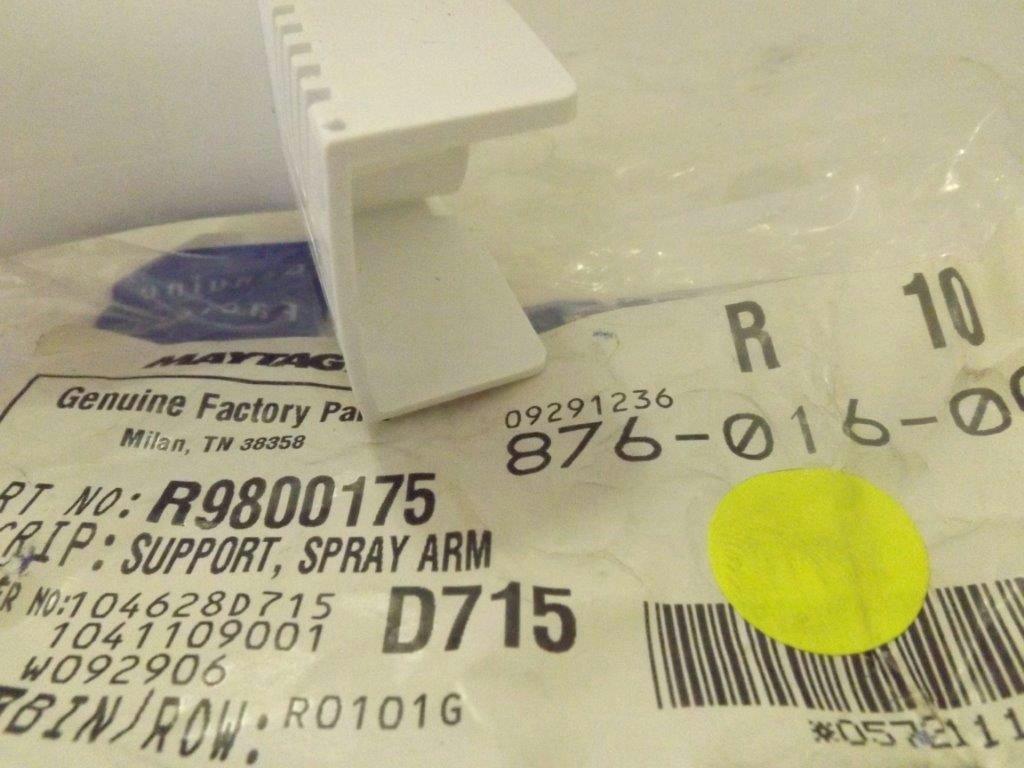 MAYTAG
Genuine Factory Pa
Milan, TN 38358
RT NO: R9800175
CRIP: SUPPORT, SPRAY ARM
R NO: 104628D715
1041109001
W092906
D715
BIN/ROW: R0101G
R 10
09291236
876-016-0
*0572111